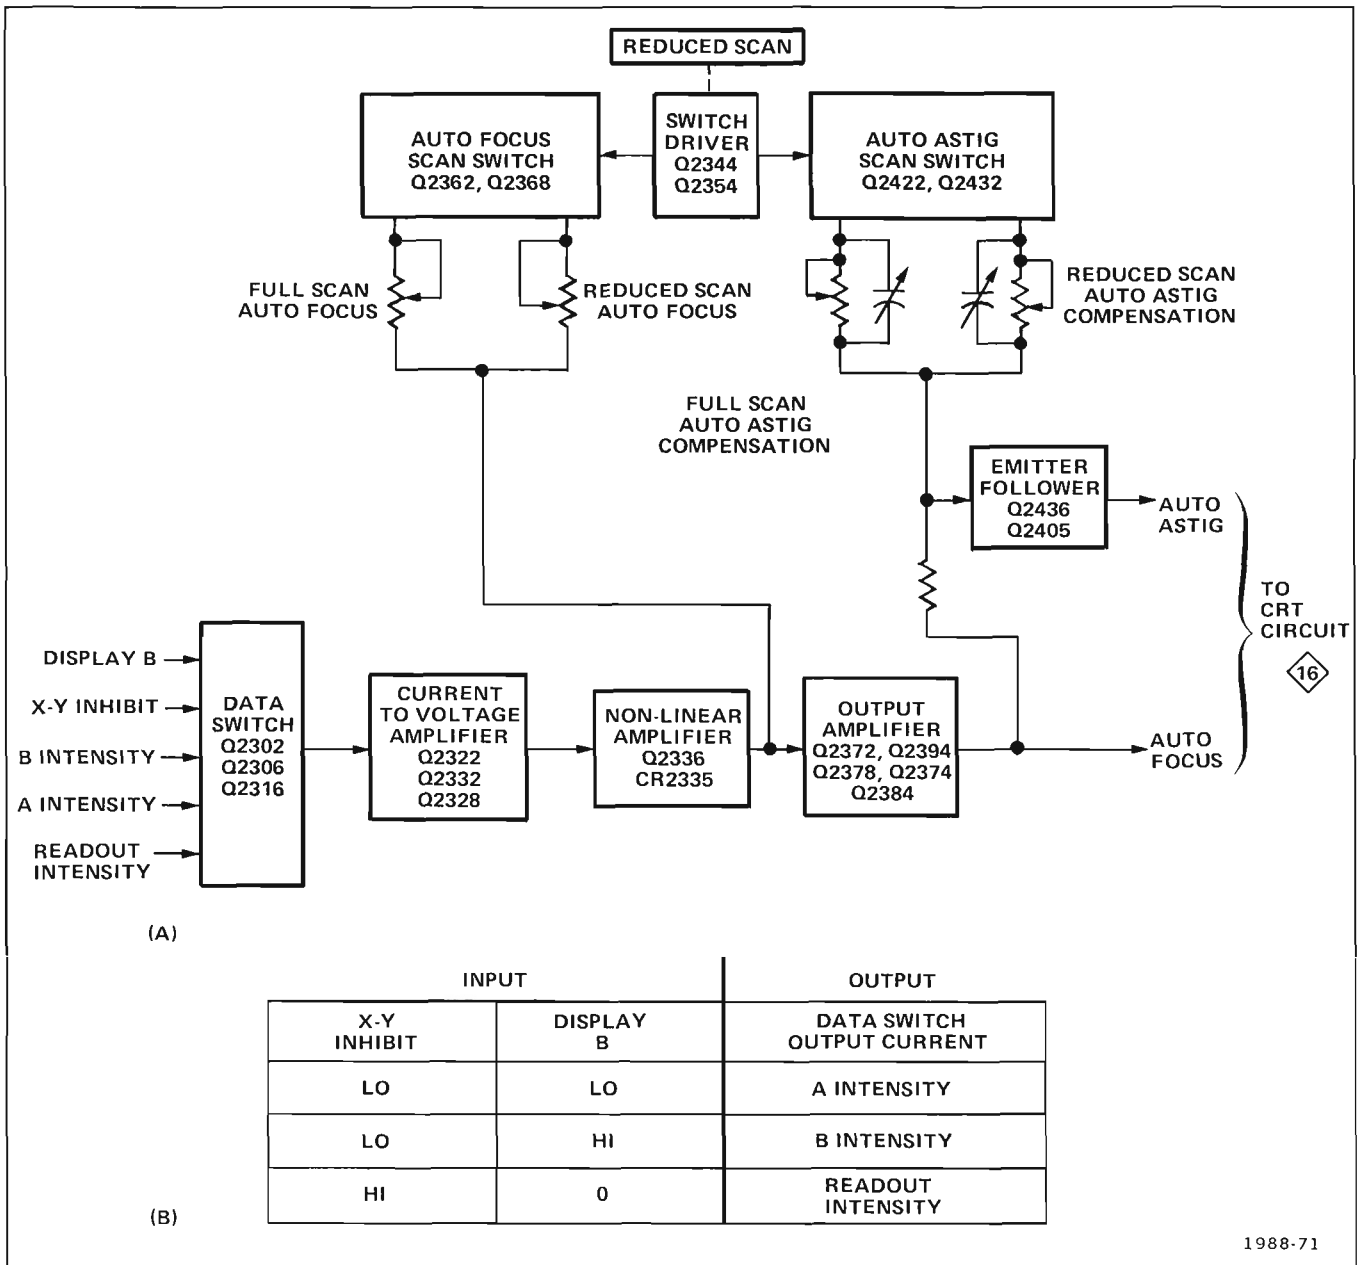 REDUCED SCAN
AUTO FOCUS
SCAN SWITCH
Q2362, Q2368
SWITCH
DRIVER
Q2344
Q2354
AUTO ASTIG
SCAN SWITCH
Q2422, Q2432
FULL SCAN
AUTO FOCUS
REDUCED SCAN
AUTO FOCUS
REDUCED SCAN
AUTO ASTIG
COMPENSATION
FULL SCAN
AUTO ASTIG
COMPENSATION
EMITTER
FOLLOWER
Q2436
Q2405
AUTO
ASTIG
TO
CRT
CIRCUIT
16
DISPLAY B
X-Y INHIBIT
B INTENSITY
A INTENSITY
READOUT
INTENSITY
DATA
SWITCH
Q2302
Q2306
Q2316
CURRENT
TO VOLTAGE
AMPLIFIER
Q2322
Q2332
Q2328
NON-LINEAR
AMPLIFIER
Q2336
CR2335
OUTPUT
AMPLIFIER
Q2372, Q2394
Q2378, Q2374
Q2384
AUTO
FOCUS
(A)
INPUT OUTPUT
X-Y
INHIBIT
DISPLAY
B
DATA SWITCH
OUTPUT CURRENT
LO LO A INTENSITY
LO HI B INTENSITY
HI 0 READOUT
INTENSITY
(B)
1988-71